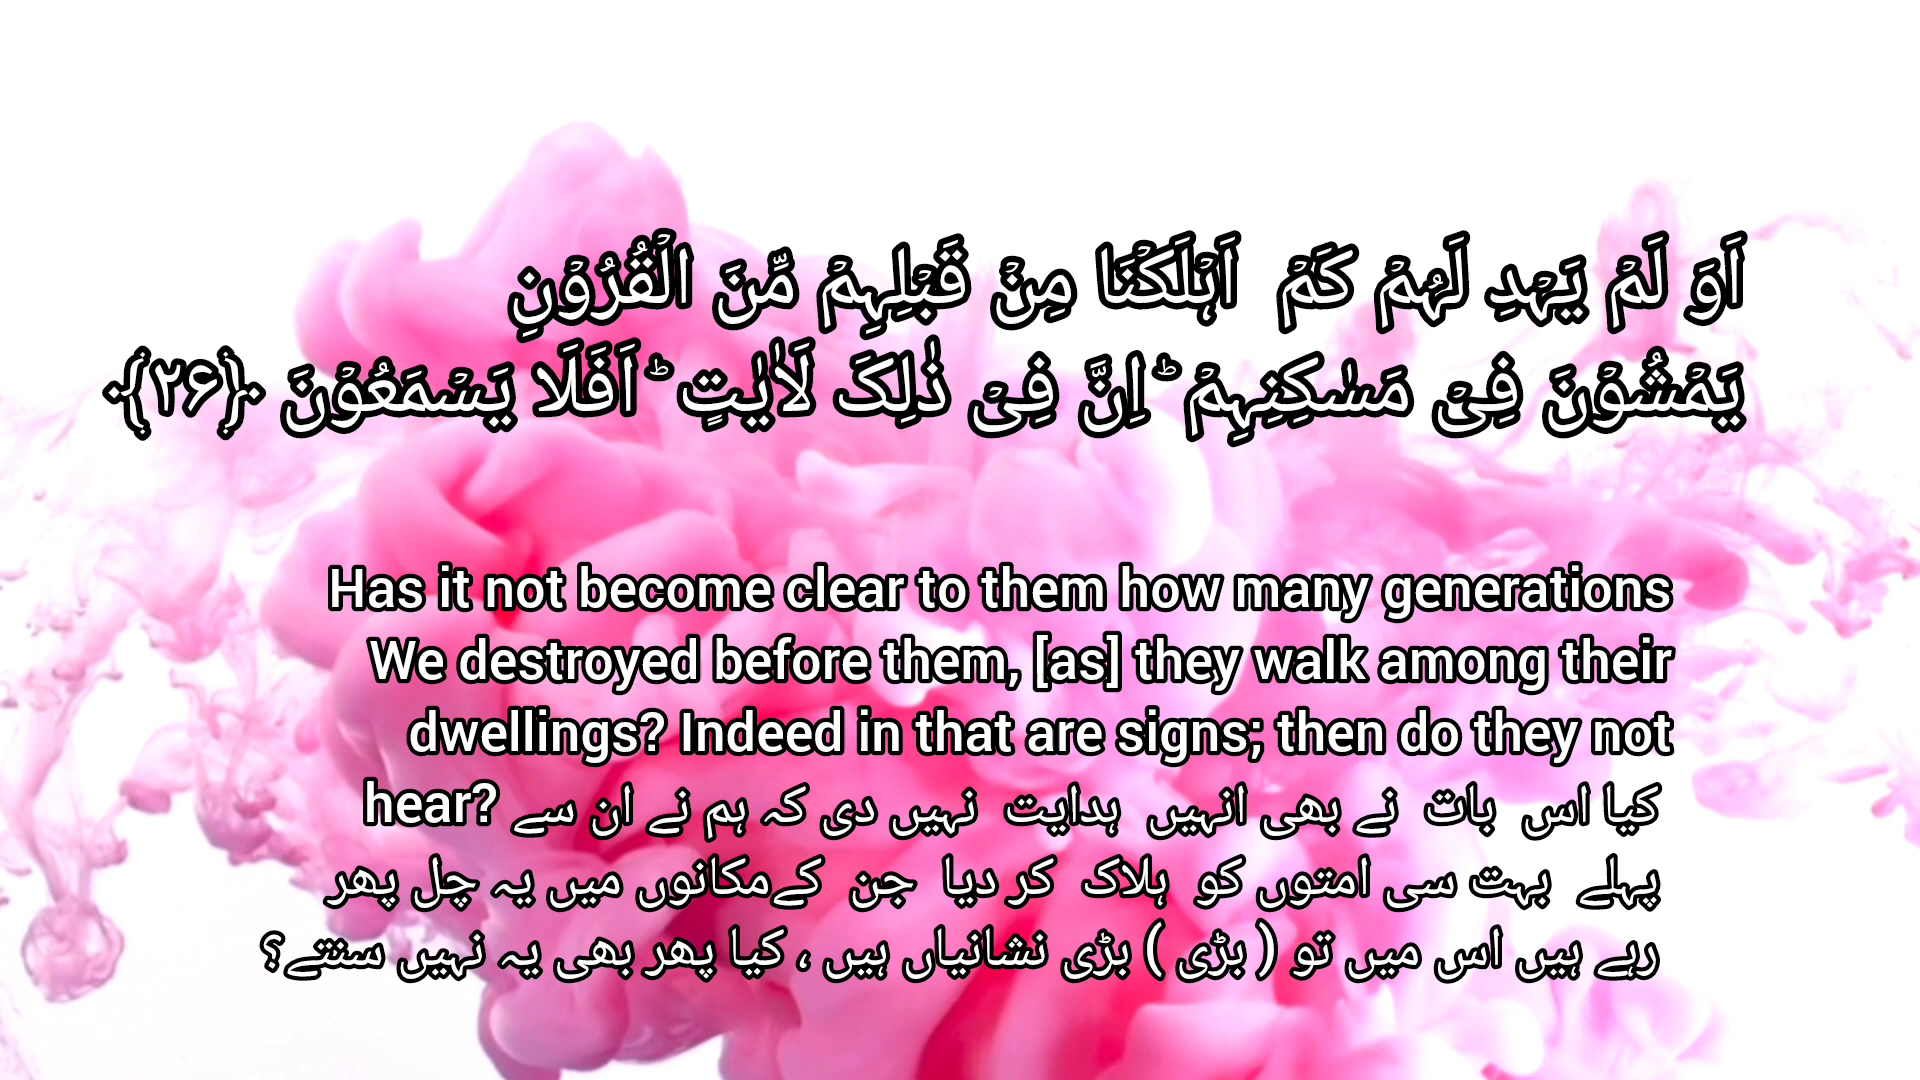 اَوَ لَمۡ یَہۡدِ لَہُمۡ کَمۡ اَہۡلَکۡنَا مِنۡ قَبۡلِہِمۡ مِّنَ الۡقُرُوۡنِ
یَمۡشُوۡنَ فِیۡ مَسٰکِنِہِمۡ ؕ اِنَّ فِیۡ ذٰلِکَ لَاٰیٰتٍ ؕ اَفَلَا یَسۡمَعُوۡنَ ﴿۲۶﴾
Has it not become clear to them how many generations
We destroyed before them, [as] they walk among their
dwellings? Indeed in that are signs; then do they not
hear? کیا اس بات نے بھی انہیں ہدایت نہیں دی کہ ہم نے ان سے
پہلے بہت سی امتوں کو ہلاک کر دیا جن کےمکانوں میں یہ چل پھر
رہے ہیں اس میں تو ( بڑی ) بڑی نشانیاں ہیں ، کیا پھر بھی یہ نہیں سنتے؟